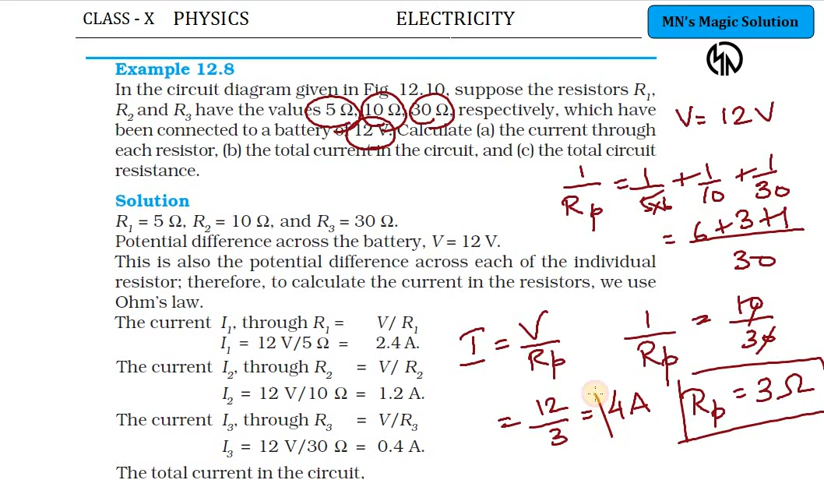 CLASS - X PHYSICS ELECTRICITY
MN's Magic Solution
Example 12.8
In the circuit diagram given in Fig. 12.10, suppose the resistors R₁,
R₂ and R₃ have the values 5 Ω, 10 Ω, 30 Ω, respectively, which have
been connected to a battery of 12 V. Calculate (a) the current through
each resistor, (b) the total current in the circuit, and (c) the total circuit
resistance.
Solution
R₁ = 5 Ω, R₂ = 10 Ω, and R₃ = 30 Ω.
Potential difference across the battery, V = 12 V.
This is also the potential difference across each of the individual
resistor; therefore, to calculate the current in the resistors, we use
Ohm's law.
The current I₁, through R₁ = V/ R₁
I₁ = 12 V/5 Ω = 2.4 A.
The current I₂, through R₂ = V/ R₂
I₂ = 12 V/10 Ω = 1.2 A.
The current I₃, through R₃ = V/R₃
I₃ = 12 V/30 Ω = 0.4 A.
The total current in the circuit,
V = 12 V
1/Rp = 1/5×6 + 1/10 + 1/30
= 6+3+1/30
1/Rp = 10/30
Rp = 3 Ω
I = V/Rp
= 12/3 = 4A